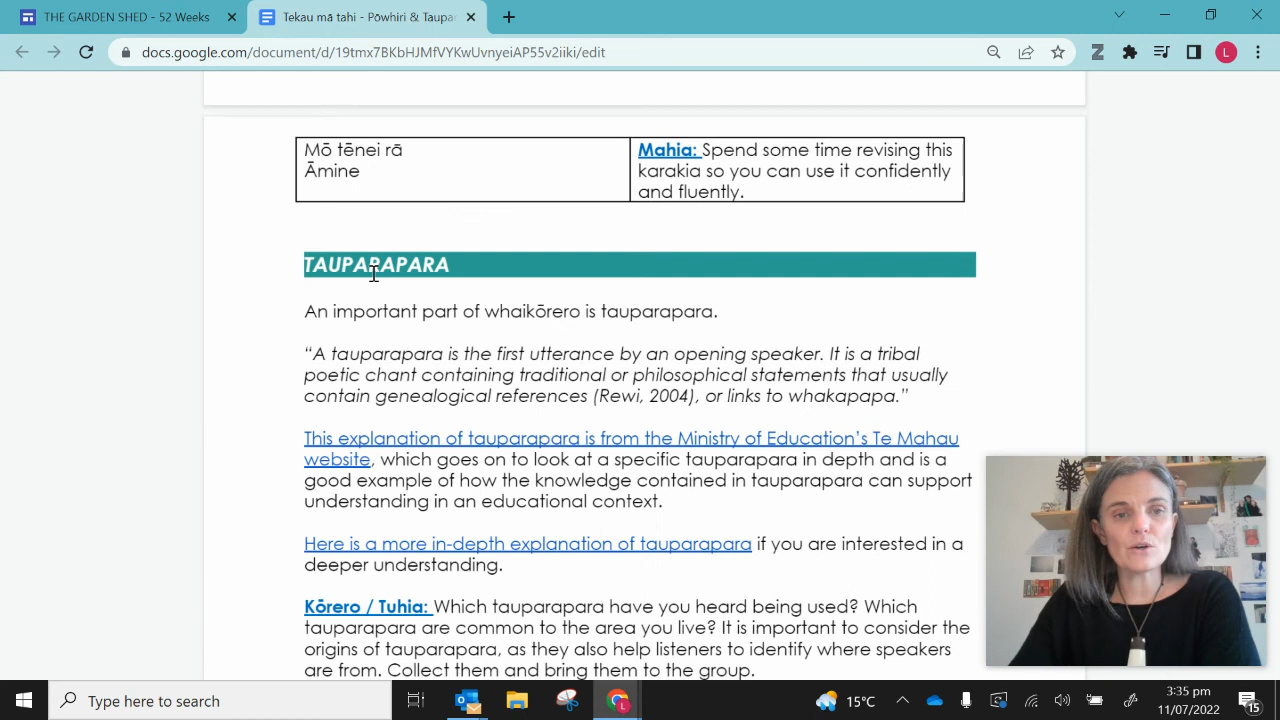 THE GARDEN SHED - 52 Weeks
Tekau mā tahi - Pōwhiri & Taupar
docs.google.com/document/d/19tmx7BKbHJMfVYKwUvnyeiAP55v2iiki/edit
L
Mō tēnei rā
Āmine
Mahia: Spend some time revising this
karakia so you can use it confidently
and fluently.
TAUPARAPARA
An important part of whaikōrero is tauparapara.
“A tauparapara is the first utterance by an opening speaker. It is a tribal
poetic chant containing traditional or philosophical statements that usually
contain genealogical references (Rewi, 2004), or links to whakapapa.”
This explanation of tauparapara is from the Ministry of Education’s Te Mahau
website, which goes on to look at a specific tauparapara in depth and is a
good example of how the knowledge contained in tauparapara can support
understanding in an educational context.
Here is a more in-depth explanation of tauparapara if you are interested in a
deeper understanding.
Kōrero / Tuhia: Which tauparapara have you heard being used? Which
tauparapara are common to the area you live? It is important to consider the
origins of tauparapara, as they also help listeners to identify where speakers
are from. Collect them and bring them to the group.
Type here to search
15°C
3:35 pm
11/07/2022
15